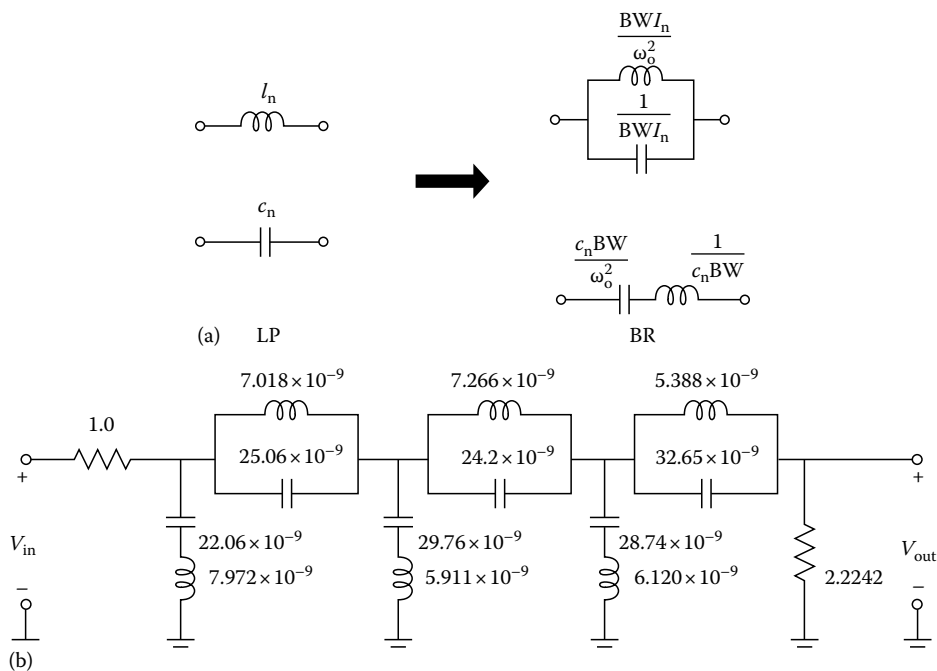 l_n
BWI_n
ω_o^2
1
BWI_n
c_n
c_nBW
ω_o^2
1
c_nBW
(a)
LP
BR
7.018×10^-9
7.266×10^-9
5.388×10^-9
1.0
25.06×10^-9
24.2×10^-9
32.65×10^-9
+
+
V_in
22.06×10^-9
29.76×10^-9
28.74×10^-9
V_out
7.972×10^-9
5.911×10^-9
6.120×10^-9
2.2242
−
−
(b)